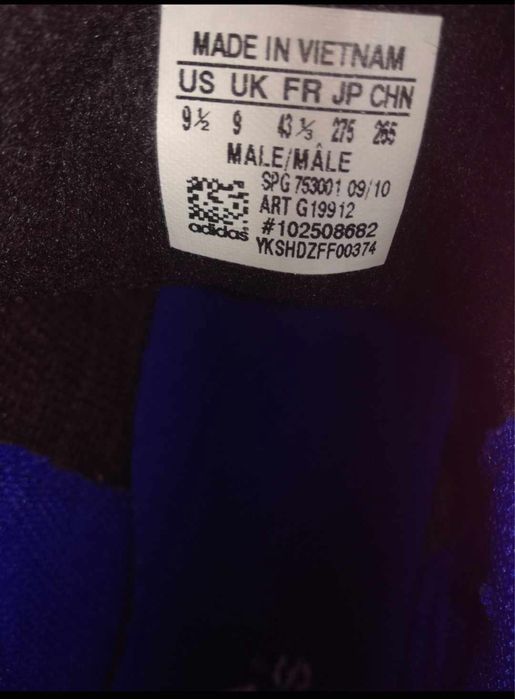 MADE IN VIETNAM
US UK FR JP CHN
9½ 9 43⅓ 275 265
MALE/MÂLE
SPG 753001 09/10
ART G19912
adidas #102508682
YKSHDZFF00374